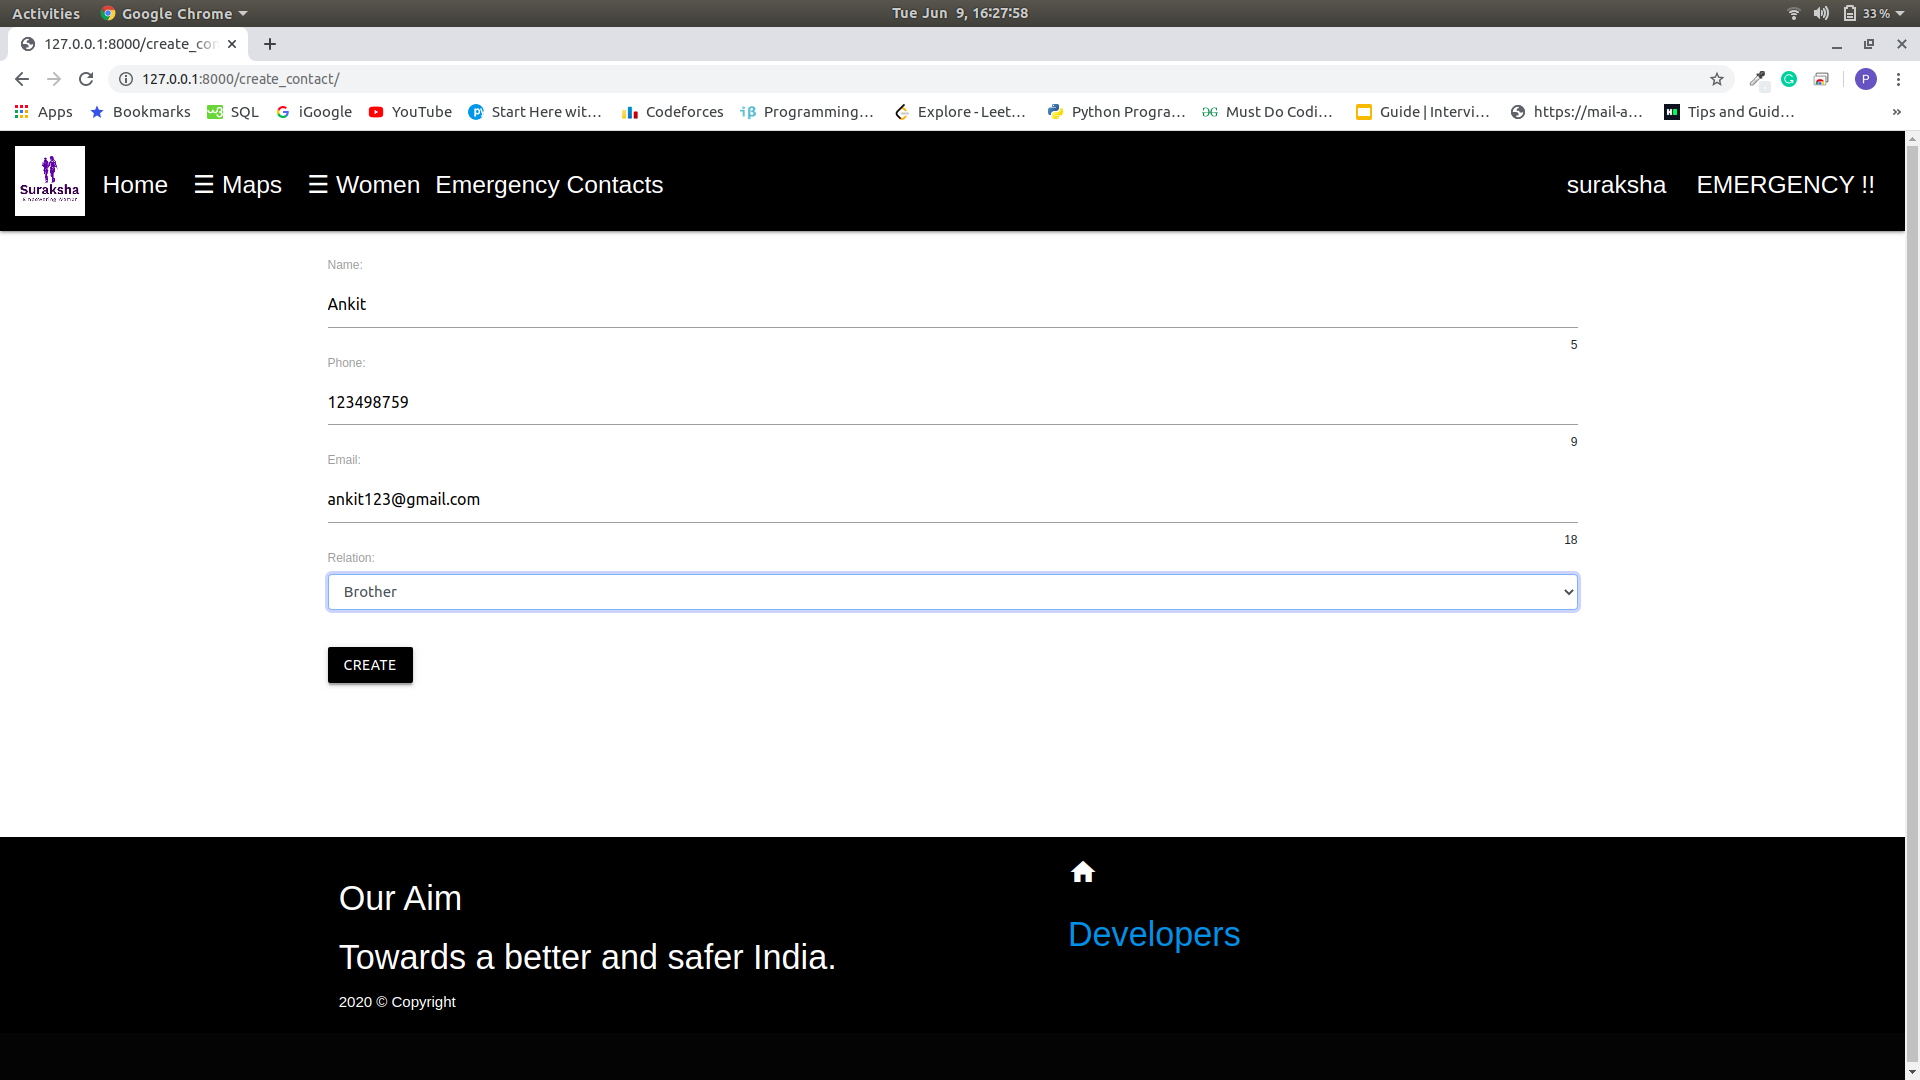 Activities Google Chrome Tue Jun 9, 16:27:58 33 %
127.0.0.1:8000/create_con
127.0.0.1:8000/create_contact/ P
Apps Bookmarks SQL iGoogle YouTube Start Here wit... Codeforces Programming... Explore - Leet... Python Progra... Must Do Codi... Guide | Intervi... https://mail-a... Tips and Guid... »
Suraksha
Empowering Woman
Home ☰ Maps ☰ Women Emergency Contacts suraksha EMERGENCY !!
Name:
Ankit
5
Phone:
123498759
9
Email:
ankit123@gmail.com
18
Relation:
Brother
CREATE
Our Aim
Developers
Towards a better and safer India.
2020 © Copyright